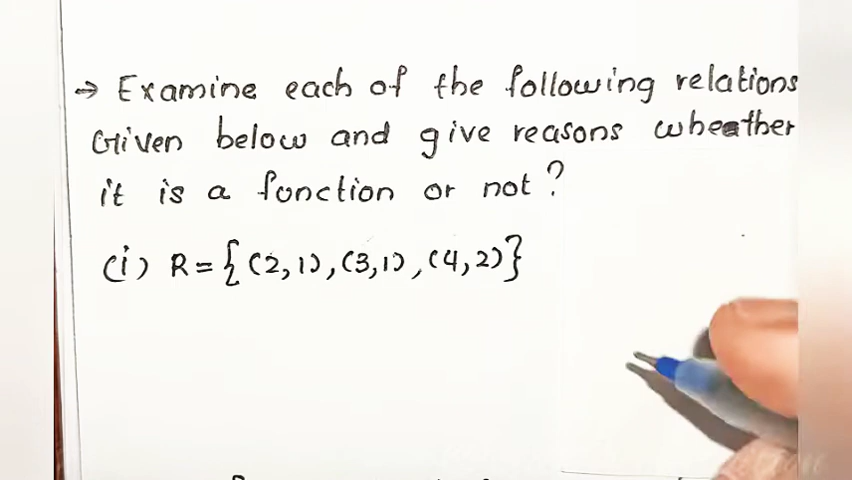 → Examine each of the following relations
Given below and give reasons wheather
it is a fonction or not?
(i) R = {(2,1), (3,1), (4,2)}